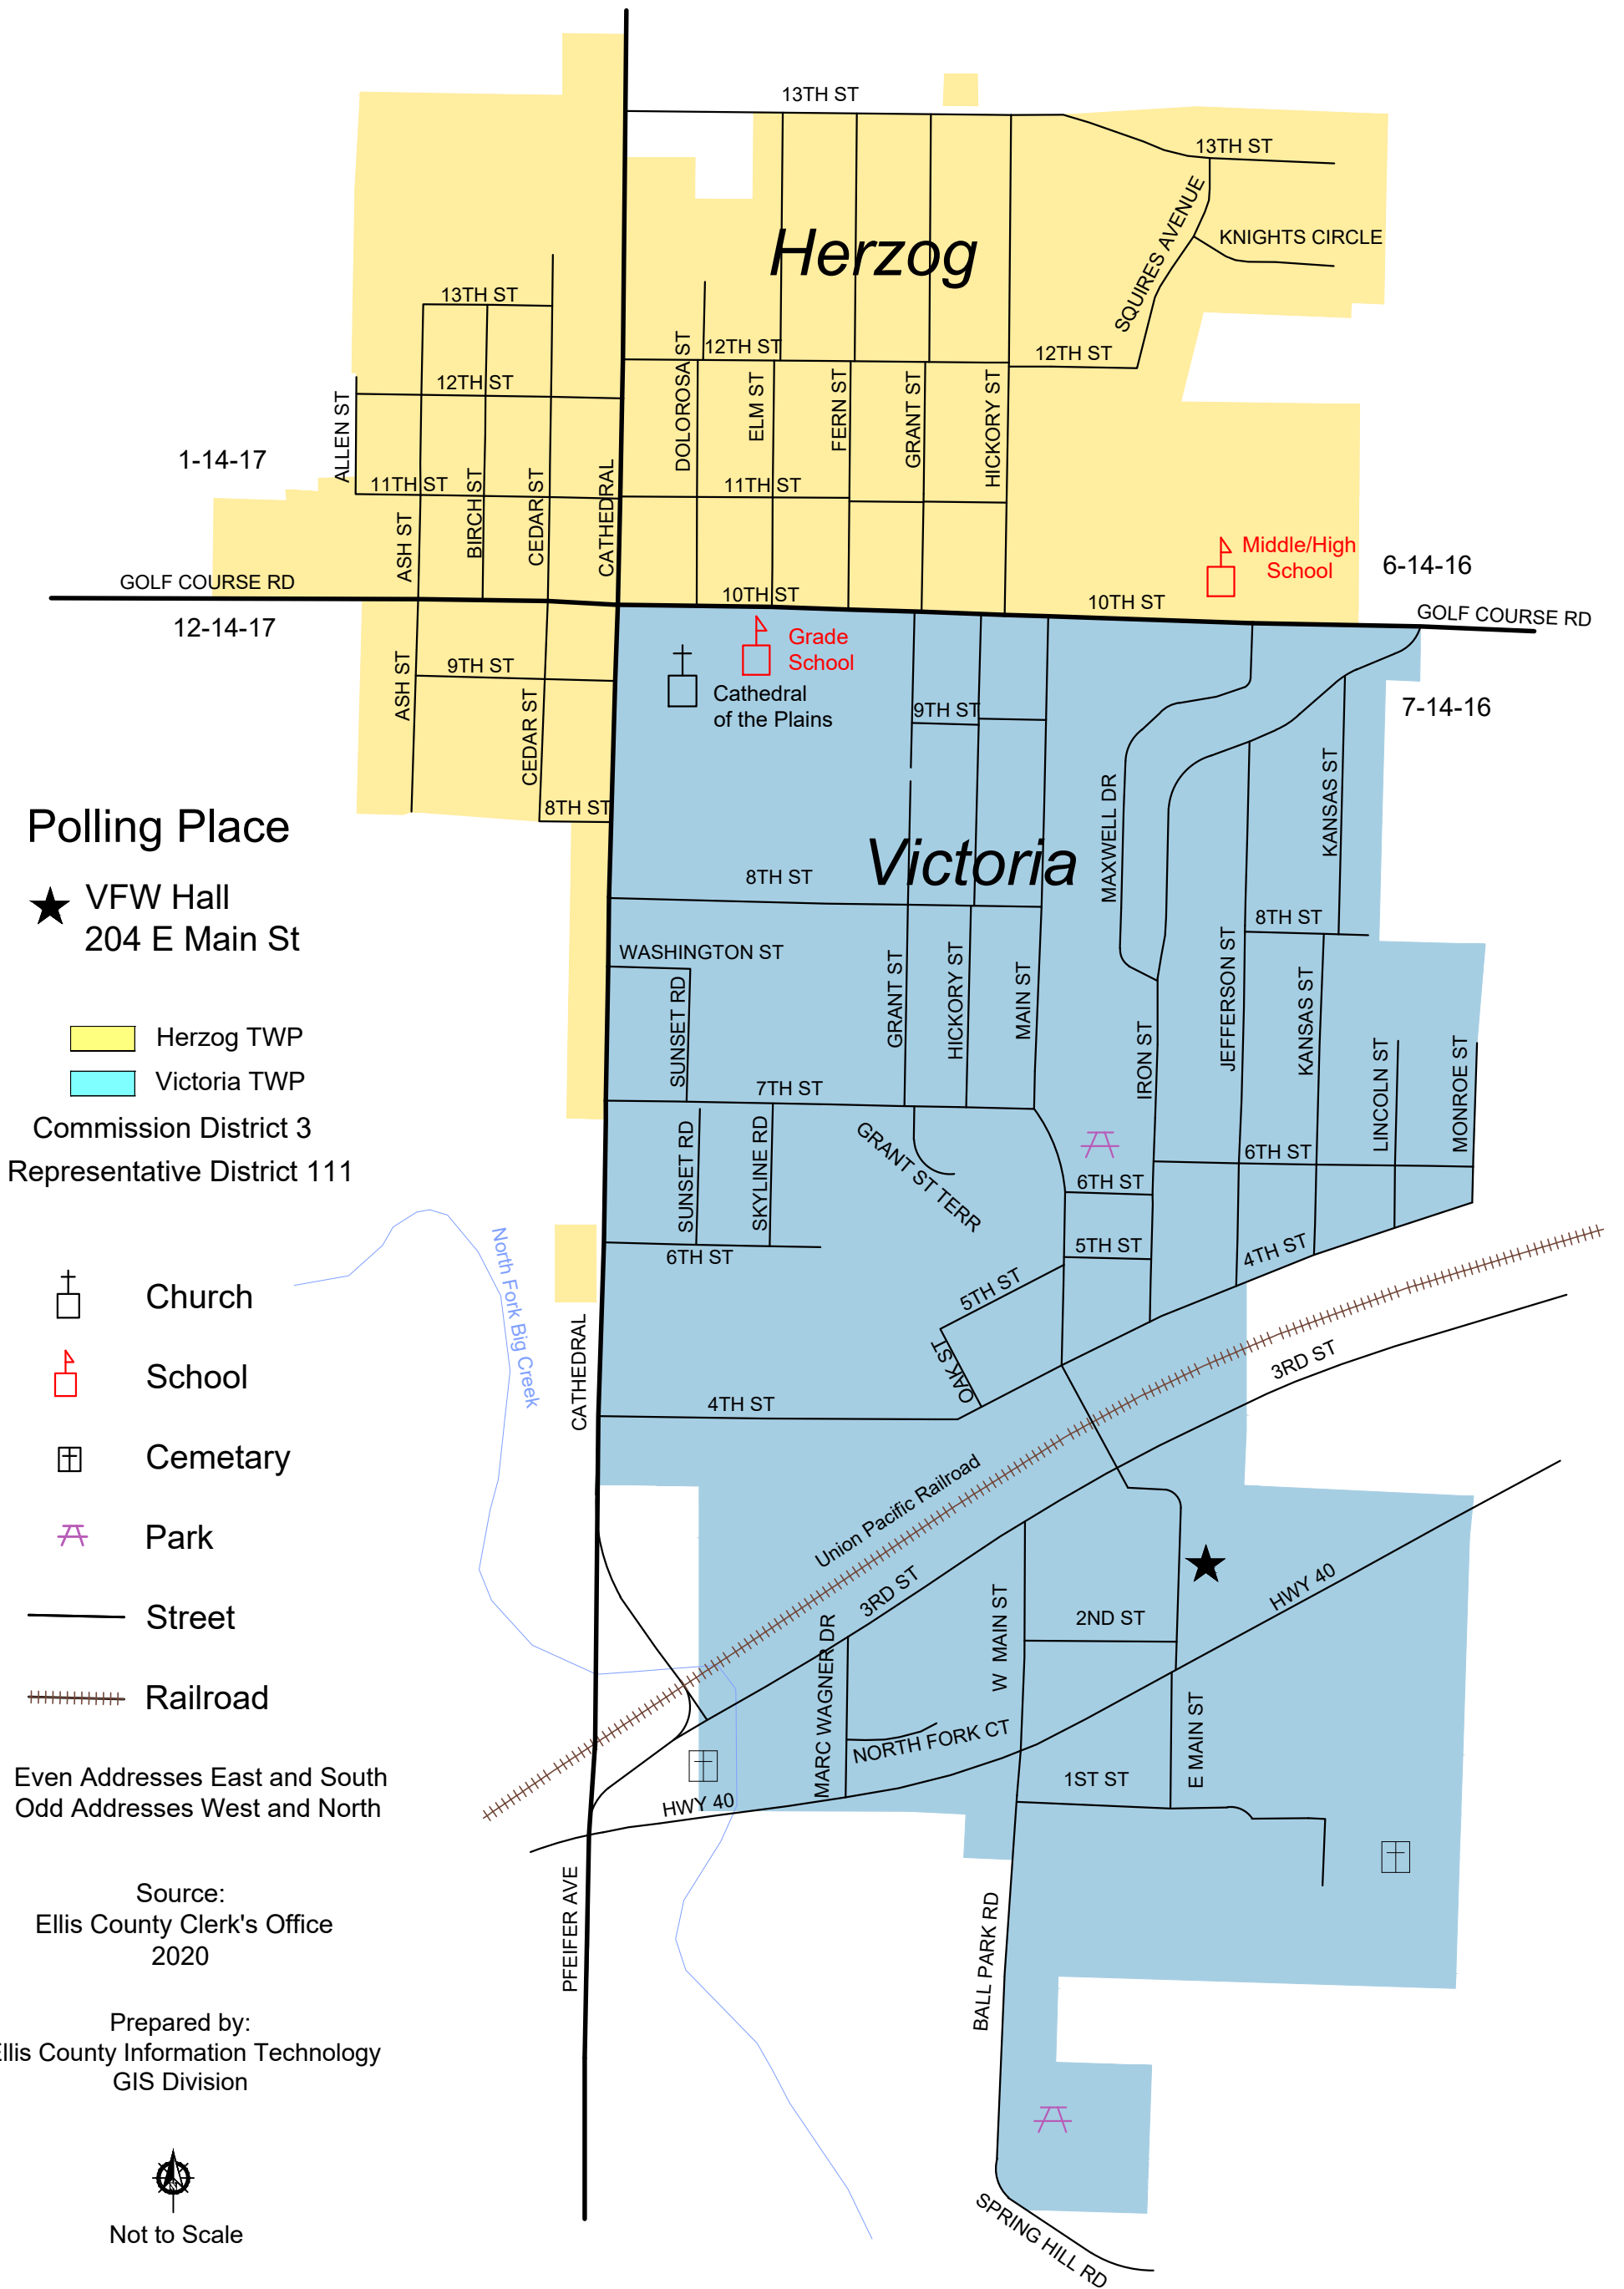 13TH ST
13TH ST
KNIGHTS CIRCLE
SQUIRES AVENUE
Herzog
13TH ST
12TH ST
12TH ST
12TH ST
DOLOROSA ST
ELM ST
FERN ST
GRANT ST
HICKORY ST
ALLEN ST
1-14-17
11TH ST
11TH ST
ASH ST
BIRCH ST
CEDAR ST
CATHEDRAL
Middle/High
School
6-14-16
GOLF COURSE RD
10TH ST
10TH ST
GOLF COURSE RD
12-14-17
Grade
School
Cathedral
of the Plains
9TH ST
ASH ST
CEDAR ST
9TH ST
7-14-16
8TH ST
MAXWELL DR
KANSAS ST
Victoria
8TH ST
8TH ST
Polling Place
VFW Hall
204 E Main St
WASHINGTON ST
SUNSET RD
GRANT ST
HICKORY ST
MAIN ST
IRON ST
JEFFERSON ST
KANSAS ST
LINCOLN ST
MONROE ST
Herzog TWP
Victoria TWP
Commission District 3
Representative District 111
7TH ST
SUNSET RD
SKYLINE RD
GRANT ST TERR
6TH ST
6TH ST
6TH ST
5TH ST
5TH ST
4TH ST
OAK ST
North Fork Big Creek
CATHEDRAL
4TH ST
3RD ST
Church
School
Cemetary
Park
Street
Railroad
Union Pacific Railroad
3RD ST
HWY 40
W MAIN ST
2ND ST
MARC WAGNER DR
NORTH FORK CT
E MAIN ST
1ST ST
HWY 40
Even Addresses East and South
Odd Addresses West and North
PFEIFER AVE
BALL PARK RD
Source:
Ellis County Clerk's Office
2020
Prepared by:
llis County Information Technology
GIS Division
N
Not to Scale
SPRING HILL RD